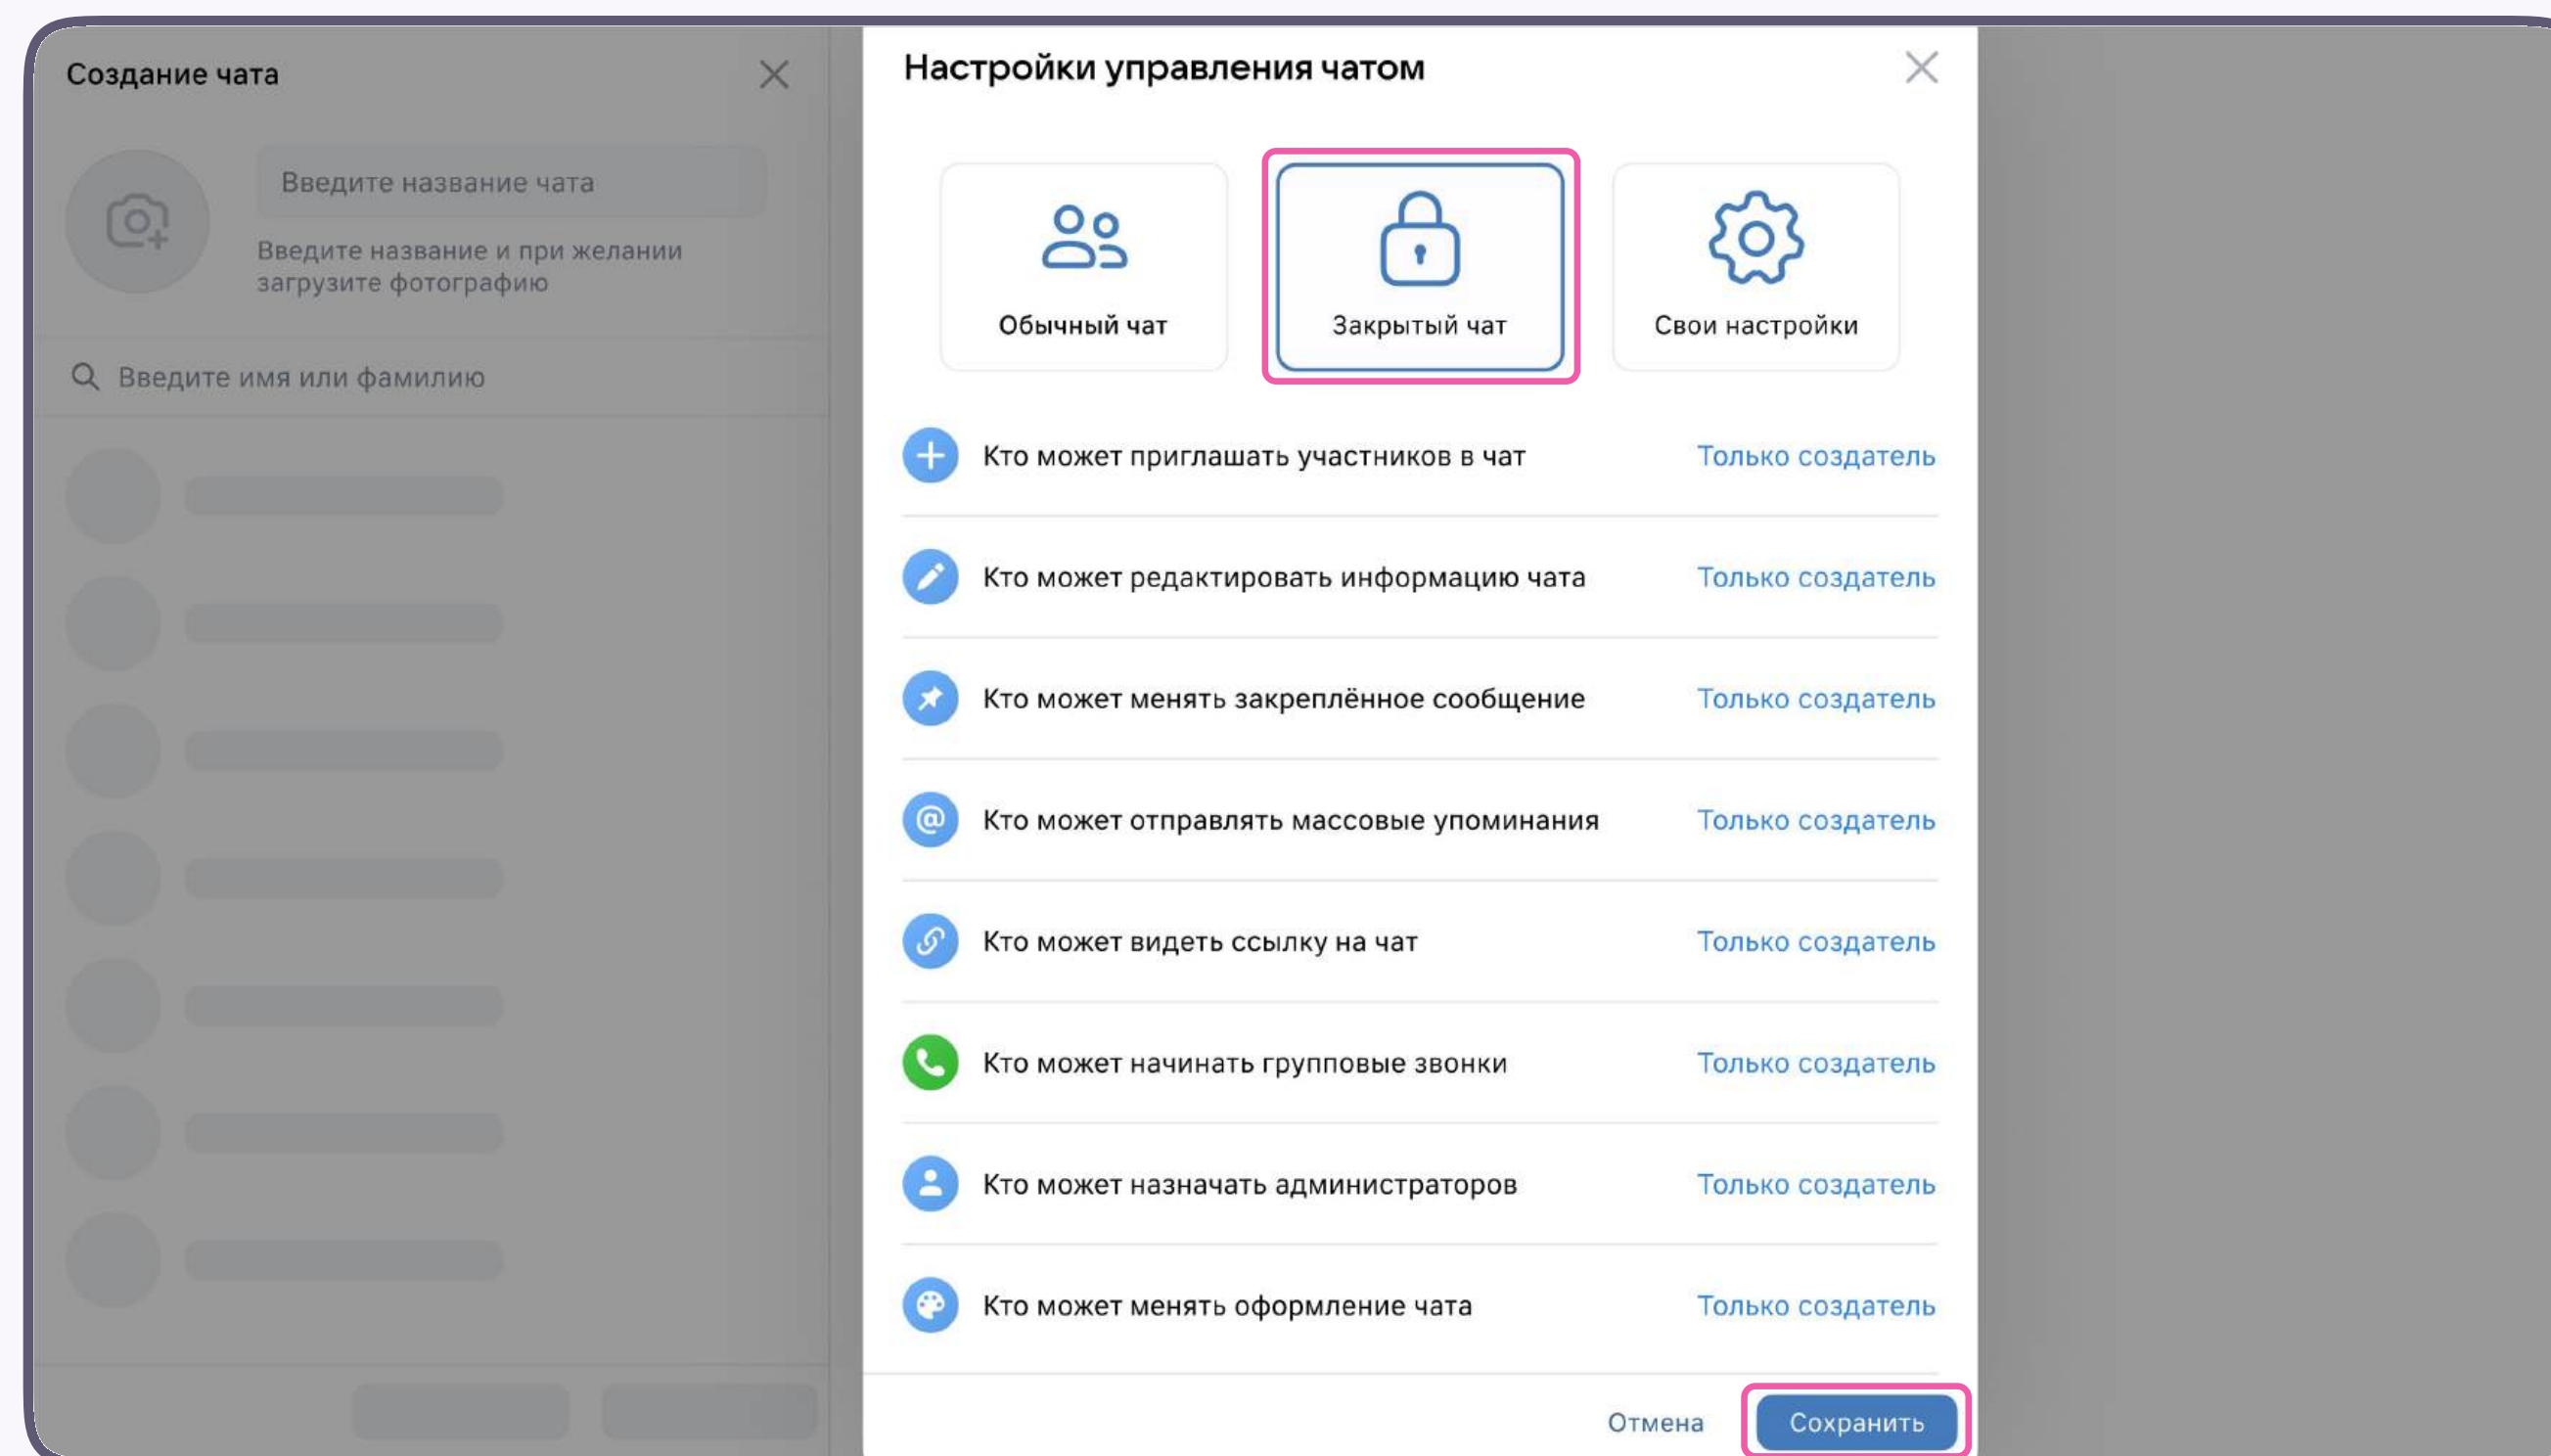 Создание чата
Введите название чата
Введите название и при желании
загрузите фотографию
Введите имя или фамилию
Настройки управления чатом
Обычный чат
Закрытый чат
Свои настройки
Кто может приглашать участников в чат Только создатель
Кто может редактировать информацию чата Только создатель
Кто может менять закреплённое сообщение Только создатель
Кто может отправлять массовые упоминания Только создатель
Кто может видеть ссылку на чат Только создатель
Кто может начинать групповые звонки Только создатель
Кто может назначать администраторов Только создатель
Кто может менять оформление чата Только создатель
Отмена
Сохранить